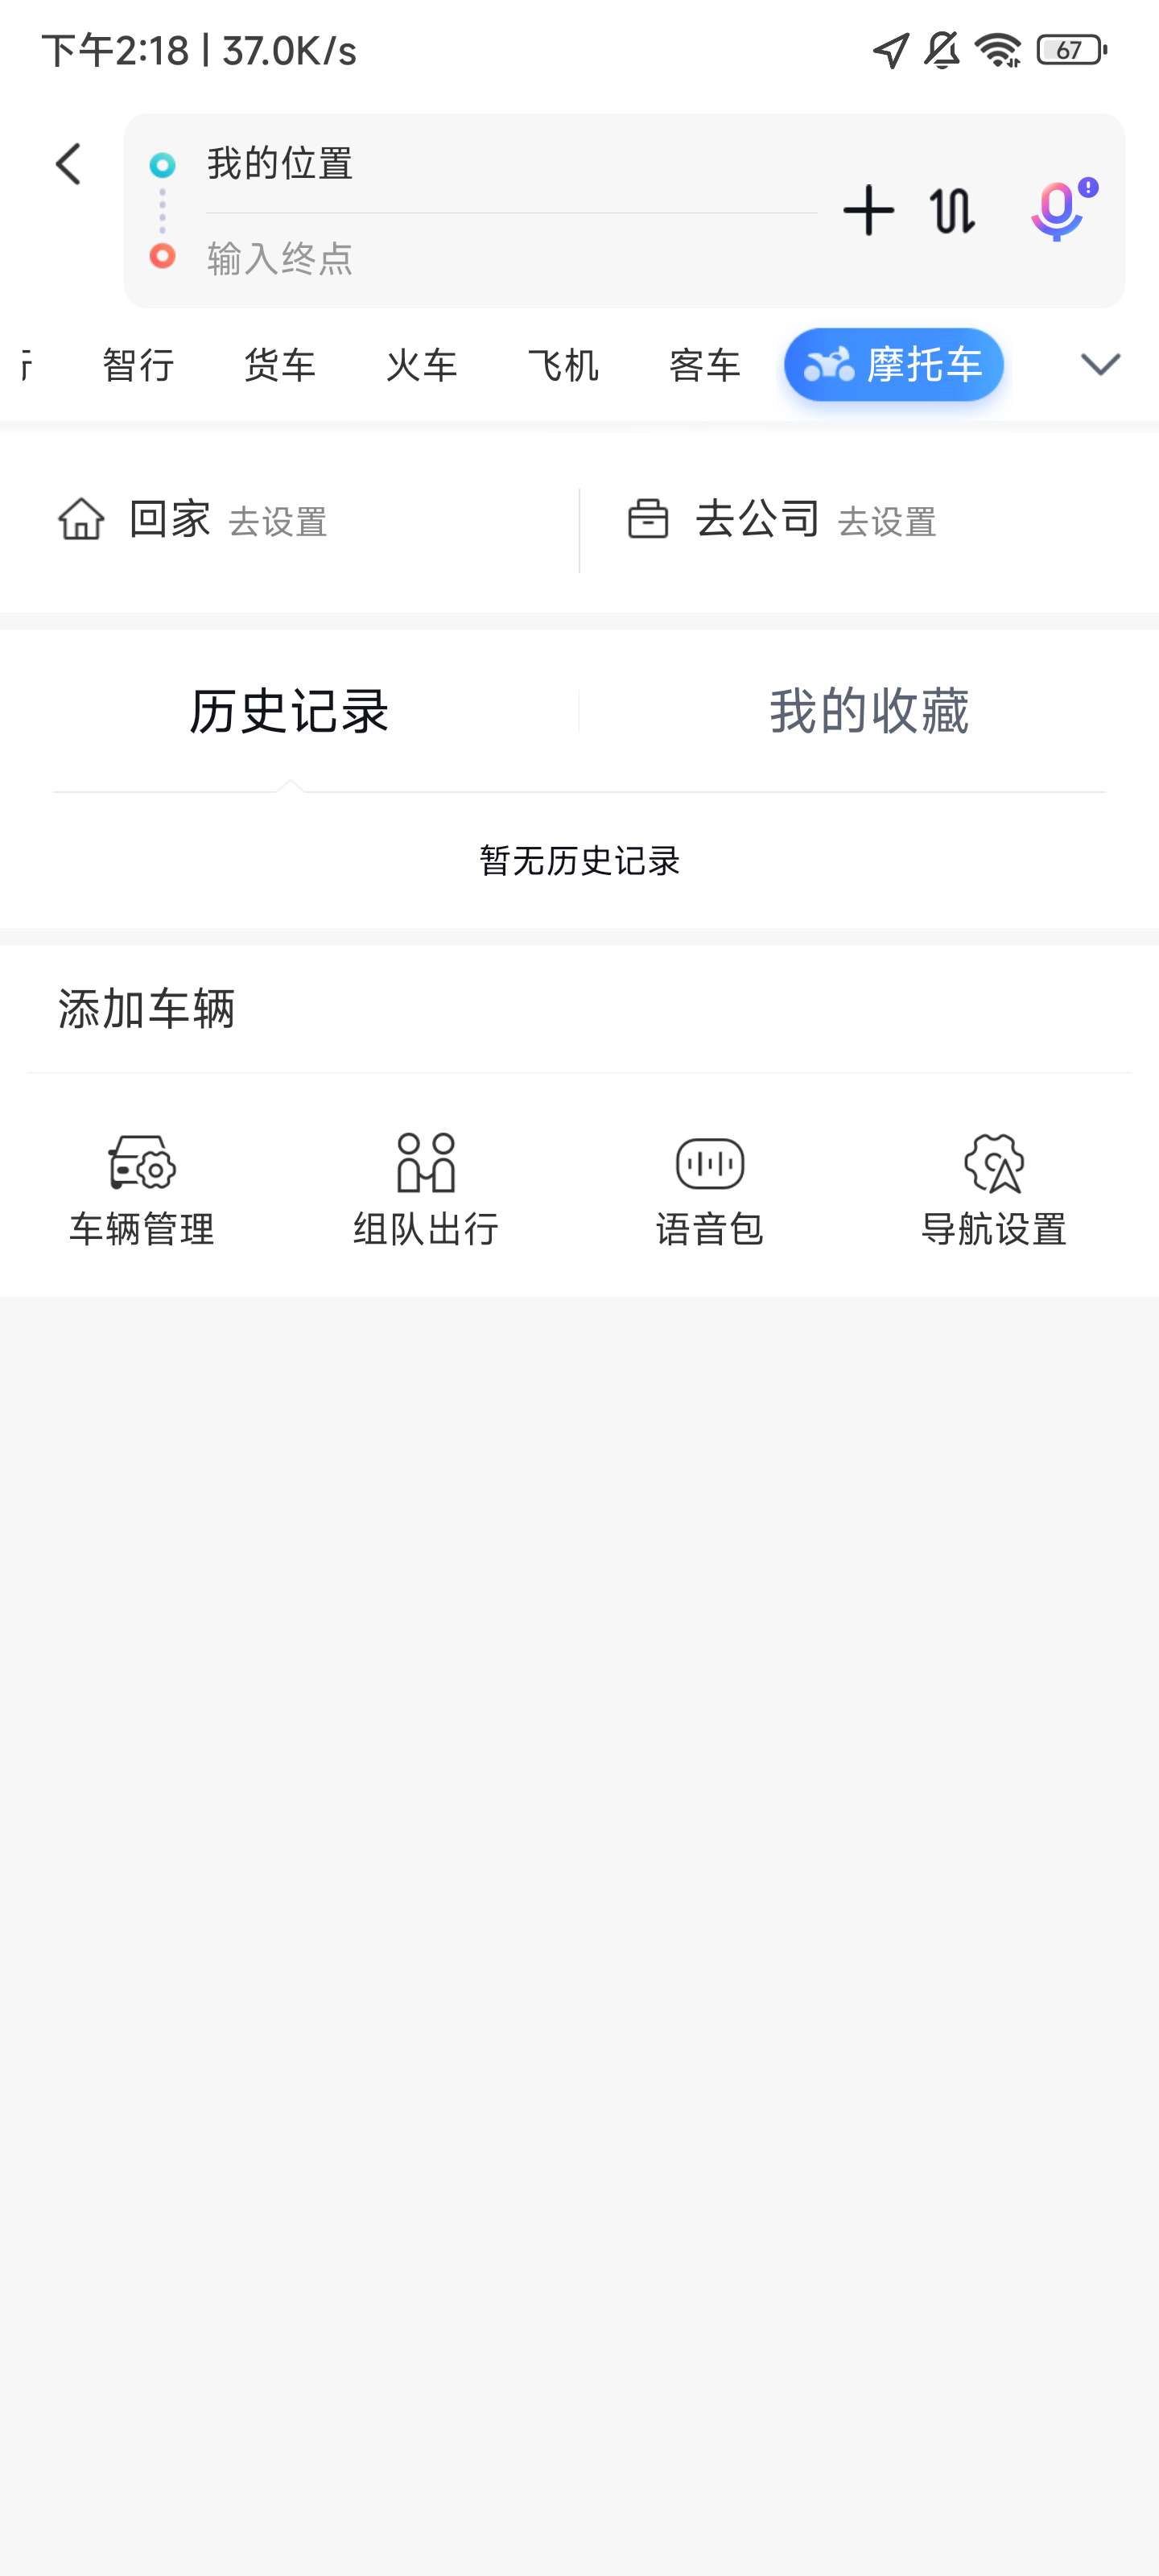 下午2:18 | 37.0K/s
67
我的位置
输入终点
智行 货车 火车 飞机 客车 摩托车
回家 去设置 去公司 去设置
历史记录 我的收藏
暂无历史记录
添加车辆
车辆管理 组队出行 语音包 导航设置